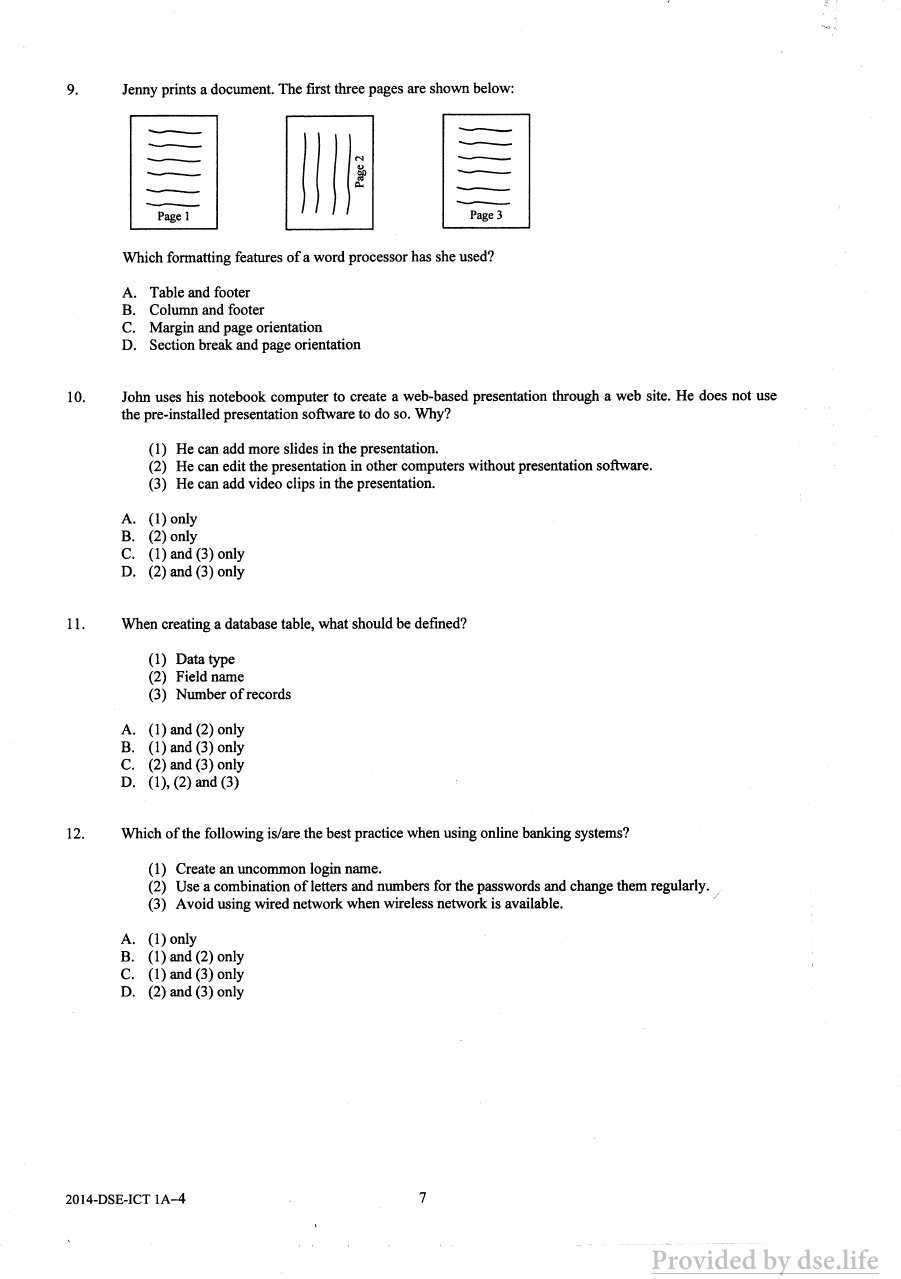 9. Jenny prints a document. The first three pages are shown below:
Page 1
Page 2
Page 3
Which formatting features of a word processor has she used?
A. Table and footer
B. Column and footer
C. Margin and page orientation
D. Section break and page orientation
10. John uses his notebook computer to create a web-based presentation through a web site. He does not use
the pre-installed presentation software to do so. Why?
(1) He can add more slides in the presentation.
(2) He can edit the presentation in other computers without presentation software.
(3) He can add video clips in the presentation.
A. (1) only
B. (2) only
C. (1) and (3) only
D. (2) and (3) only
11. When creating a database table, what should be defined?
(1) Data type
(2) Field name
(3) Number of records
A. (1) and (2) only
B. (1) and (3) only
C. (2) and (3) only
D. (1), (2) and (3)
12. Which of the following is/are the best practice when using online banking systems?
(1) Create an uncommon login name.
(2) Use a combination of letters and numbers for the passwords and change them regularly.
(3) Avoid using wired network when wireless network is available.
A. (1) only
B. (1) and (2) only
C. (1) and (3) only
D. (2) and (3) only
2014-DSE-ICT 1A–4
7
Provided by dse.life